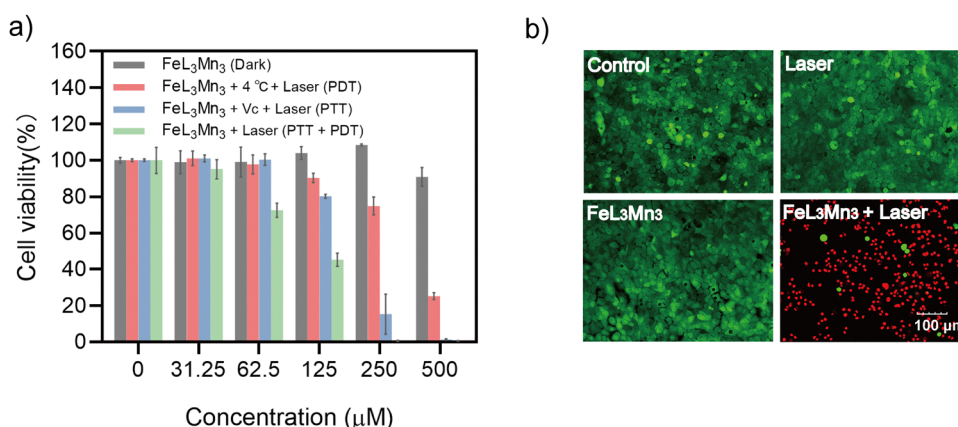 a)
160
140
120
100
80
60
40
20
0
Cell viability(%)
FeL₃Mn₃ (Dark)
FeL₃Mn₃ + 4 °C + Laser (PDT)
FeL₃Mn₃ + Vc + Laser (PTT)
FeL₃Mn₃ + Laser (PTT + PDT)
0 31.25 62.5 125 250 500
Concentration (μM)
b)
Control
Laser
FeL₃Mn₃
FeL₃Mn₃ + Laser
100 μm